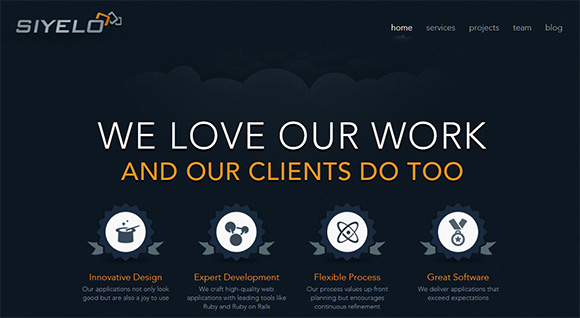 SIYELO
home services projects team blog
WE LOVE OUR WORK
AND OUR CLIENTS DO TOO
Innovative Design
Our applications not only look
good but are also a joy to use
Expert Development
We craft high-quality web
applications with leading tools like
Ruby and Ruby on Rails
Flexible Process
Our process values up-front
planning but encourages
continuous refinement
Great Software
We deliver applications that
exceed expectations